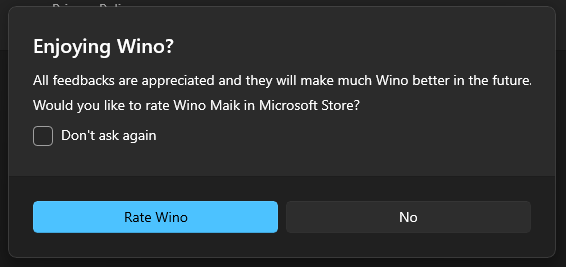 Enjoying Wino?
All feedbacks are appreciated and they will make much Wino better in the future.
Would you like to rate Wino Maik in Microsoft Store?
Don't ask again
Rate Wino
No